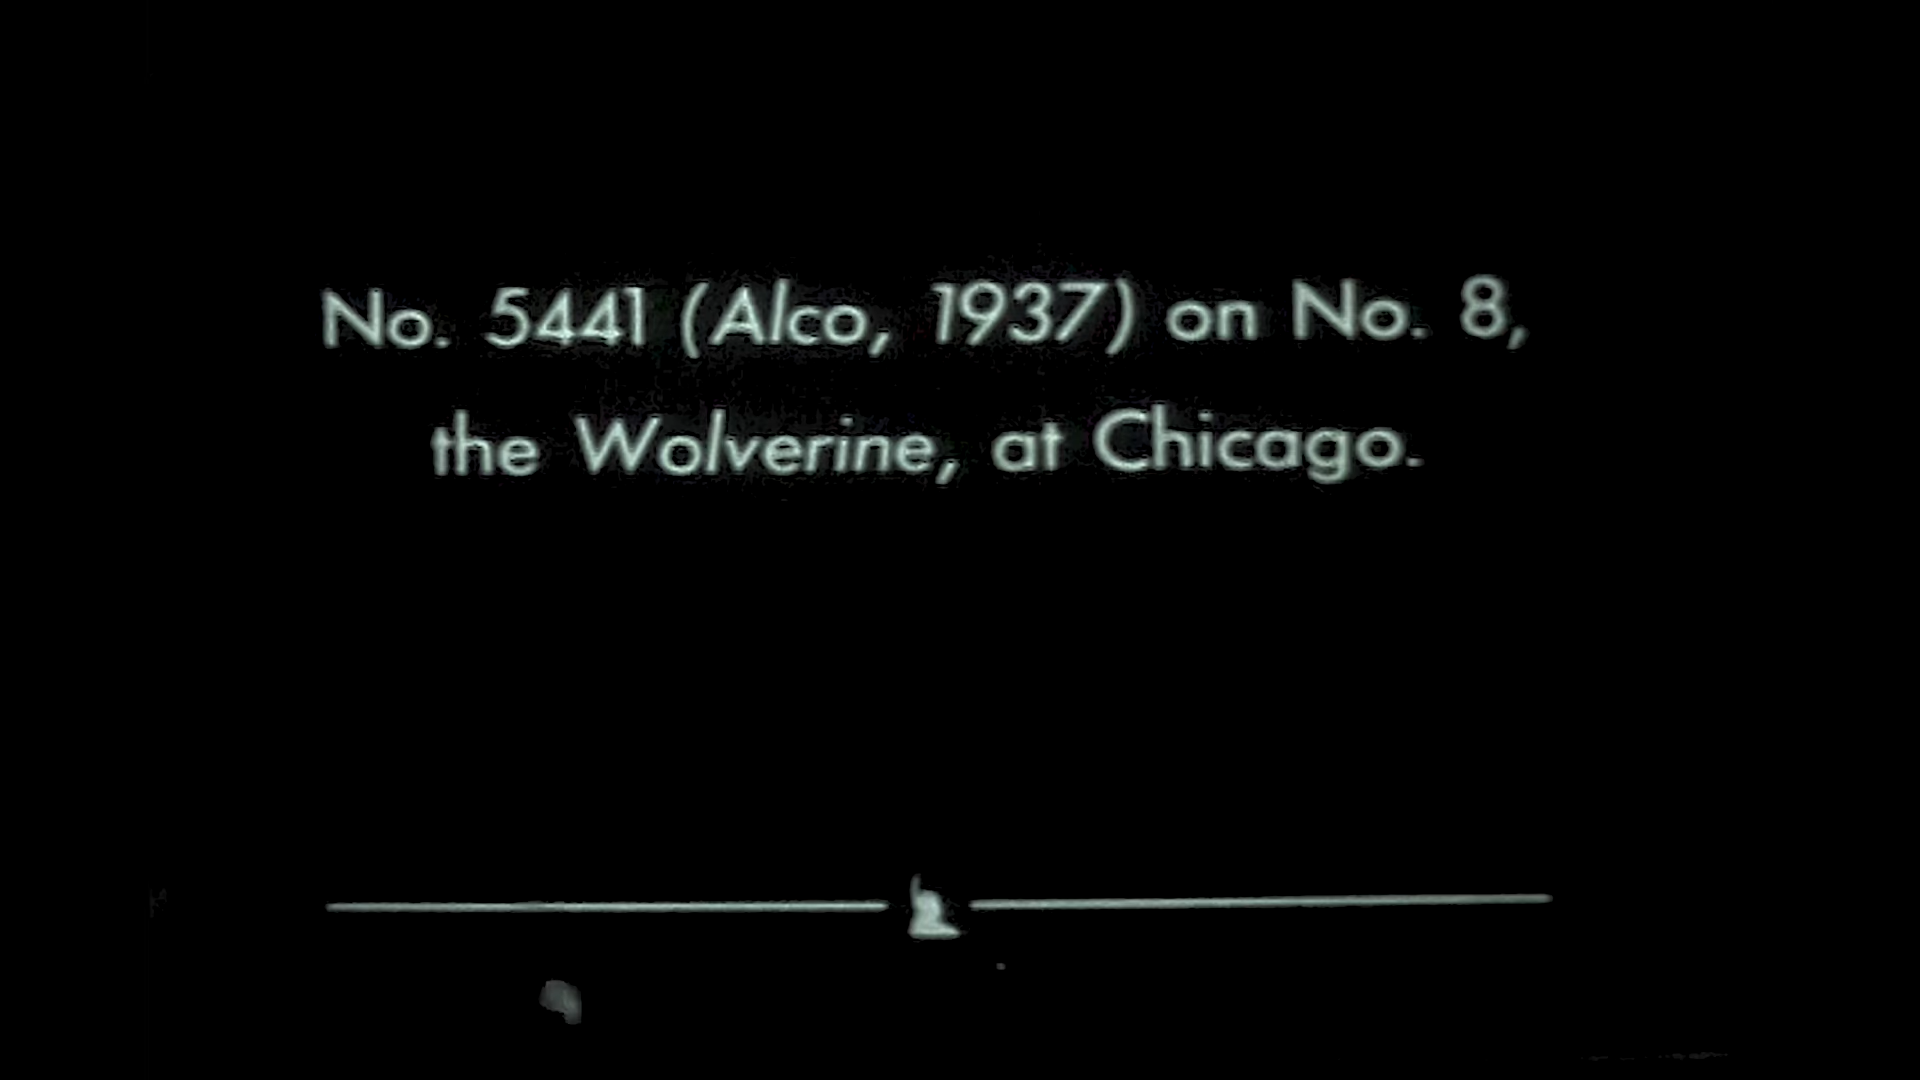 No. 5441 (Alco, 1937) on No. 8,
the Wolverine, at Chicago.